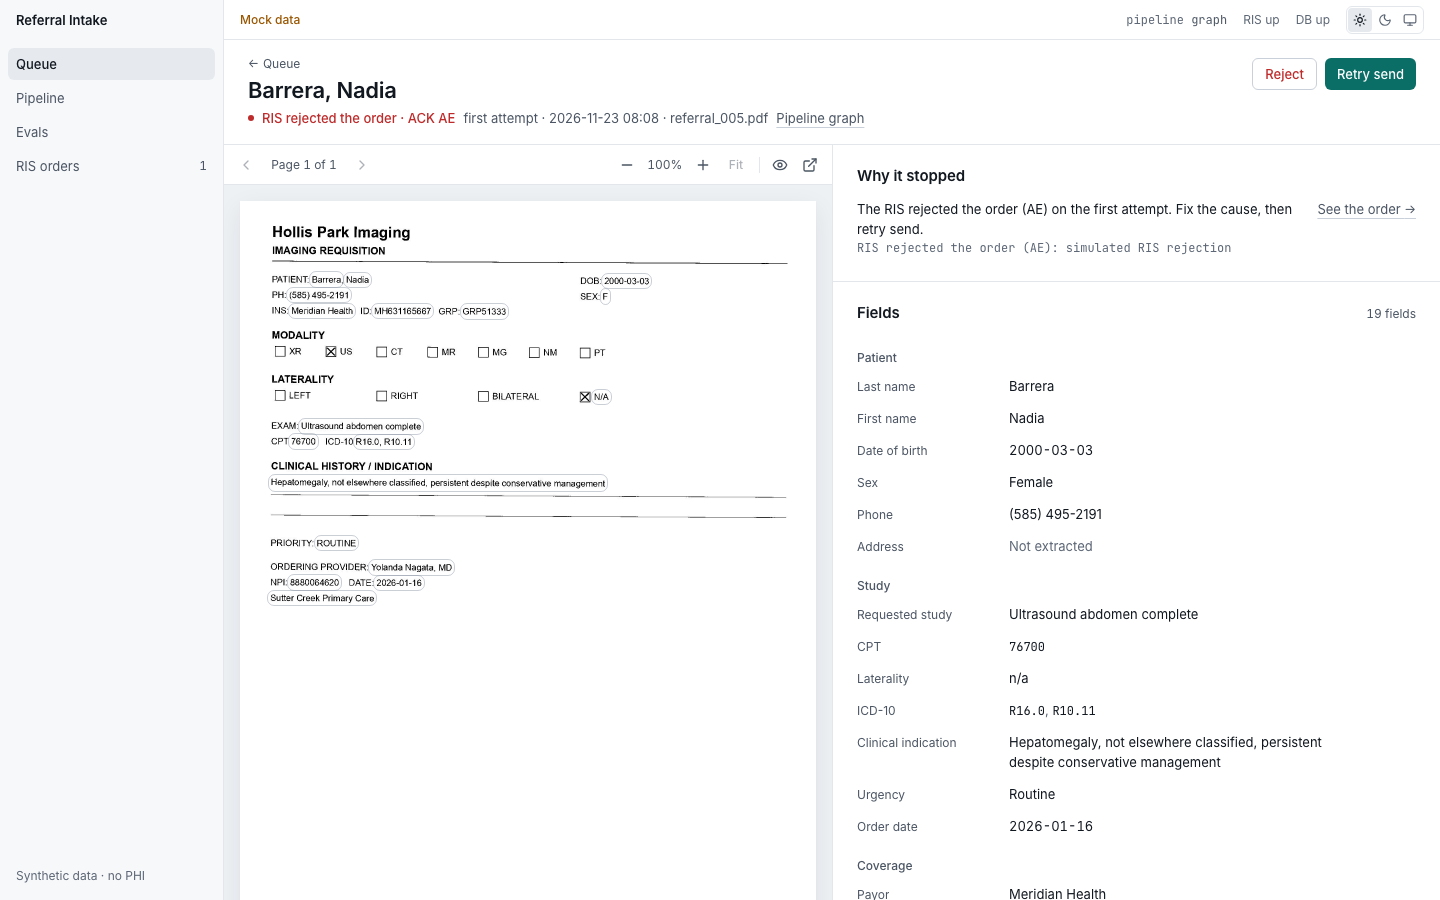 Referral Intake
Queue
Pipeline
Evals
RIS orders 1
Synthetic data · no PHI
Mock data
pipeline graph RIS up DB up
← Queue
Barrera, Nadia
RIS rejected the order · ACK AE first attempt · 2026-11-23 08:08 · referral_005.pdf Pipeline graph
Reject
Retry send
Page 1 of 1
100%
Fit
Hollis Park Imaging
IMAGING REQUISITION
PATIENT: Barrera, Nadia DOB: 2000-03-03
PH: (585) 495-2191 SEX: F
INS: Meridian Health ID: MH631165667 GRP: GRP51333
MODALITY
XR US CT MR MG NM PT
LATERALITY
LEFT RIGHT BILATERAL N/A
EXAM: Ultrasound abdomen complete
CPT 76700 ICD-10 R16.0, R10.11
CLINICAL HISTORY / INDICATION
Hepatomegaly, not elsewhere classified, persistent despite conservative management
PRIORITY: ROUTINE
ORDERING PROVIDER: Yolanda Nagata, MD
NPI: 8880064620 DATE: 2026-01-16
Sutter Creek Primary Care
Why it stopped
The RIS rejected the order (AE) on the first attempt. Fix the cause, then
retry send.
See the order →
RIS rejected the order (AE): simulated RIS rejection
Fields 19 fields
Patient
Last name Barrera
First name Nadia
Date of birth 2000-03-03
Sex Female
Phone (585) 495-2191
Address Not extracted
Study
Requested study Ultrasound abdomen complete
CPT 76700
Laterality n/a
ICD-10 R16.0, R10.11
Clinical indication Hepatomegaly, not elsewhere classified, persistent
despite conservative management
Urgency Routine
Order date 2026-01-16
Coverage
Payor Meridian Health